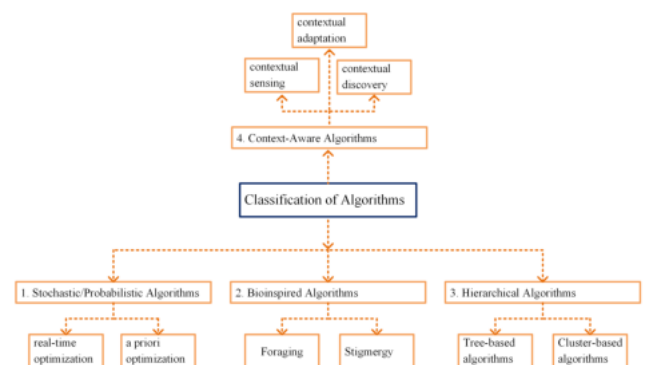 contextual
adaptation
contextual
sensing
contextual
discovery
4. Context-Aware Algorithms
Classification of Algorithms
1. Stochastic/Probabilistic Algorithms
2. Bioinspired Algorithms
3. Hierarchical Algorithms
real-time
optimization
a priori
optimization
Foraging
Stigmergy
Tree-based
algorithms
Cluster-based
algorithms